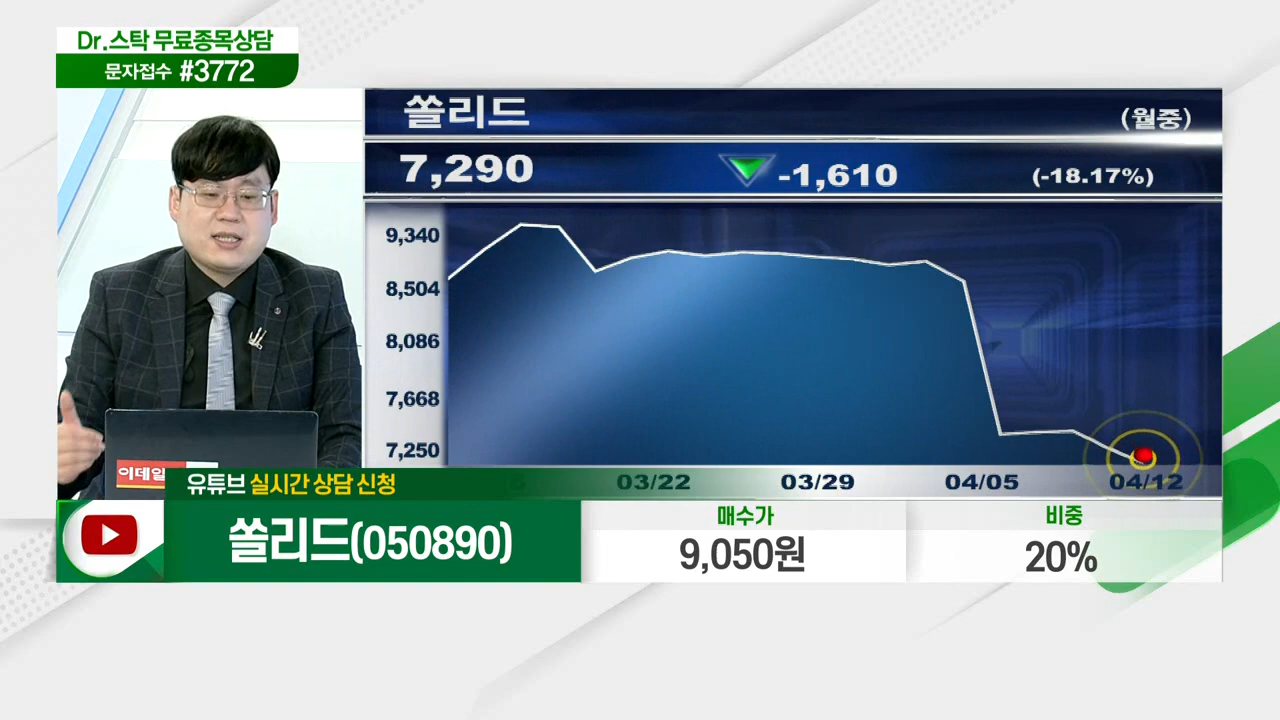 Dr.스탁 무료종목상담
문자접수 #3772
쏠리드
(월중)
7,290
-1,610
(-18.17%)
9,340
8,504
8,086
7,668
7,250
03/22
03/29
04/05
04/12
이데일
유튜브 실시간 상담 신청
쏠리드(050890)
매수가
9,050원
비중
20%